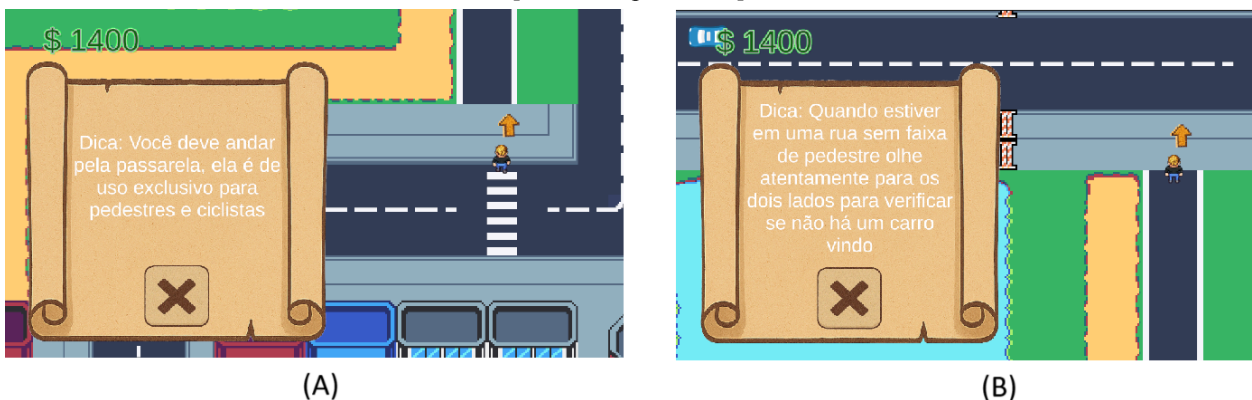 $ 1400
Dica: Você deve andar
pela passarela, ela é de
uso exclusivo para
pedestres e ciclistas
(A)
$ 1400
Dica: Quando estiver
em uma rua sem faixa
de pedestre olhe
atentamente para os
dois lados para verificar
se não há um carro
vindo
(B)